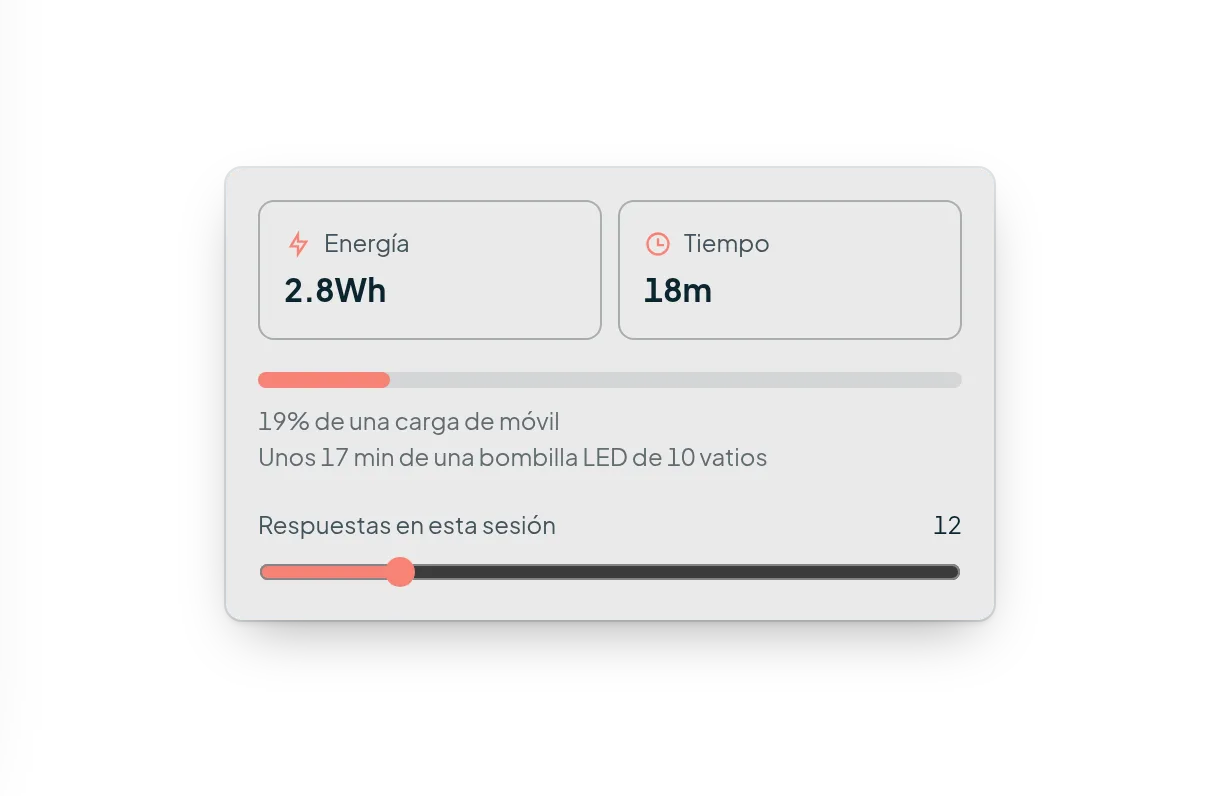 Energía
2.8Wh
Tiempo
18m
19% de una carga de móvil
Unos 17 min de una bombilla LED de 10 vatios
Respuestas en esta sesión
12